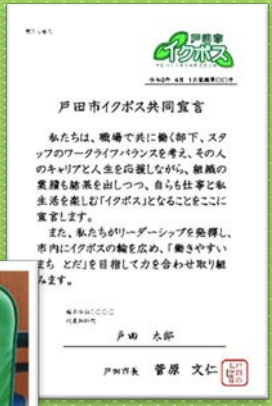 戸田市
イクボス
戸田市イクボス共同宣言
私たちは、職場で共に働く部下、スタ
ッフのワークライフバランスを考え、その人
のキャリアと人生を応援しながら、組織の
業績も結果を出しつつ、自らも仕事と私
生活を楽しむ「イクボス」となることをここに
宣言します。
また、私たちがリーダーシップを発揮し、
市内にイクボスの輪を広め、「働きやすい
まち とだ」を目指して力を合わせ取り組
みます。
戸田 太郎
戸田市長 菅原 文仁